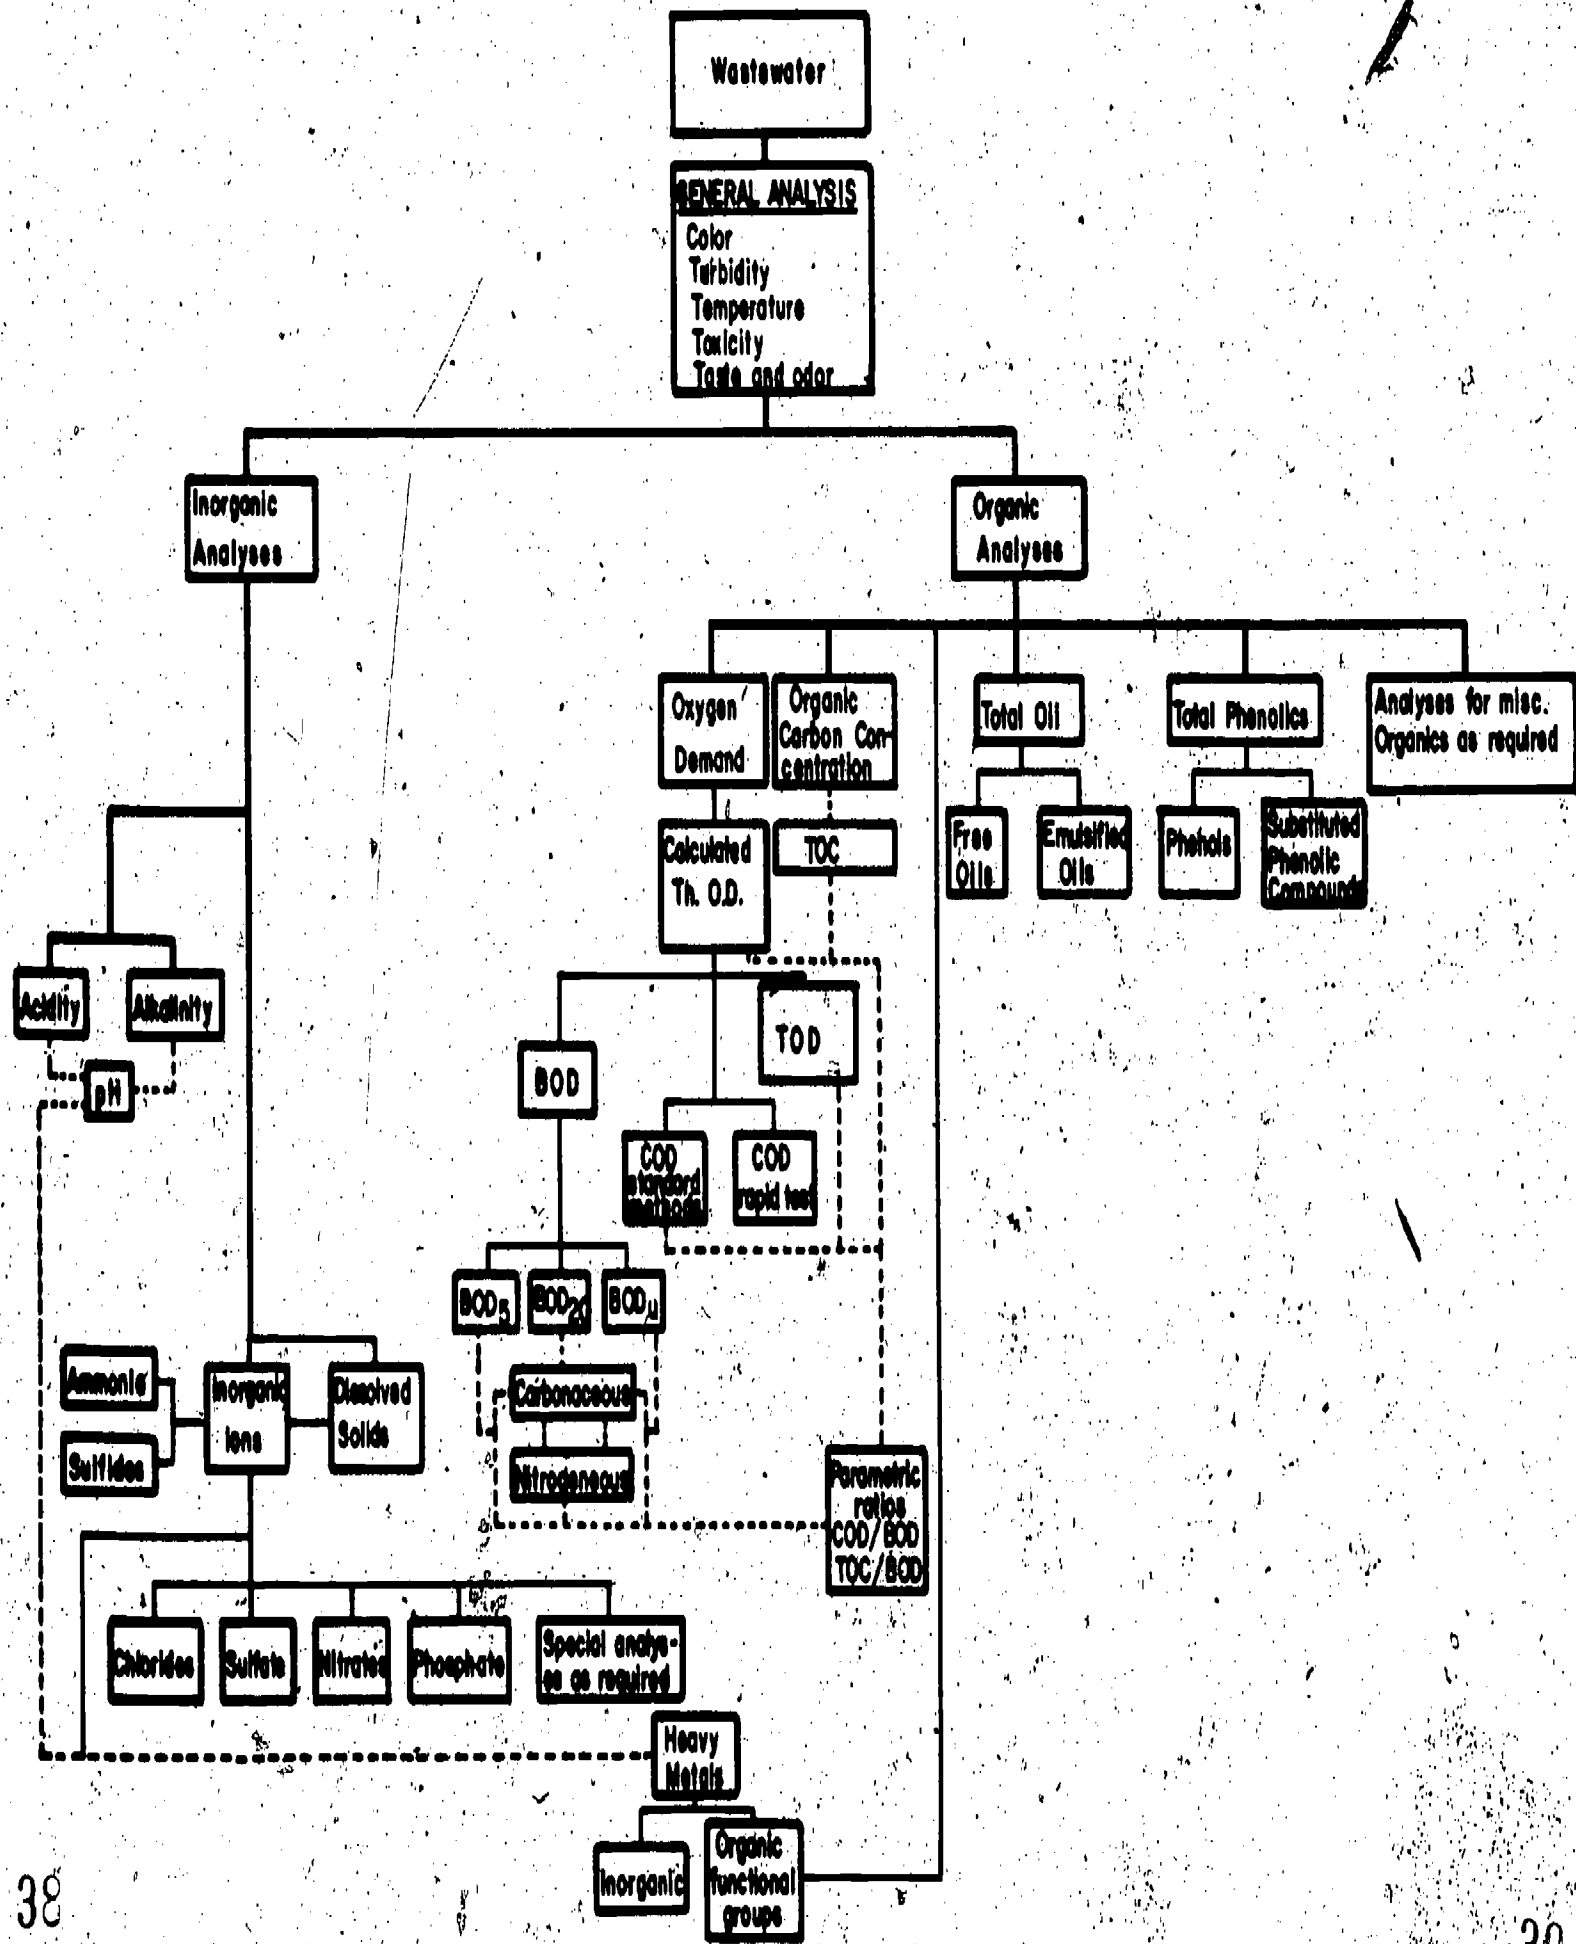 Wastewater
GENERAL ANALYSIS
Color
Turbidity
Temperature
Toxicity
Taste and odor
Inorganic
Analyses
Organic
Analyses
Oxygen
Demand
Organic
Carbon Con-
centration
Total Oil
Total Phenolics
Analyses for misc.
Organics as required
Calculated
Th. O.D.
TOC
Free
Oils
Emulsified
Oils
Phenols
Substituted
Phenolic
Compounds
Acidity
Alkalinity
pH
BOD
TOD
COD
standard
methods
COD
rapid test
BOD5
BOD20
BODu
Ammonia
Sulfides
Inorganic
ions
Dissolved
Solids
Carbonaceous
Nitrogeneous
Parametric
ratios
COD/BOD
TOC/BOD
Chlorides
Sulfate
Nitrates
Phosphate
Special analys-
es as required
Heavy
Metals
Inorganic
Organic
functional
groups
38